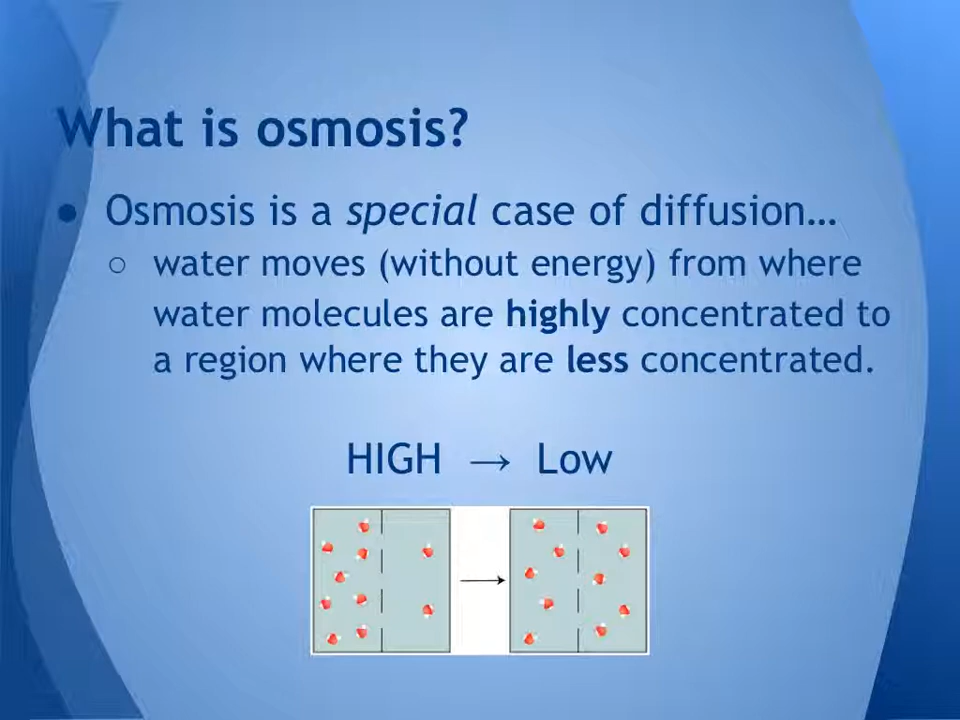 What is osmosis?
● Osmosis is a special case of diffusion…
○ water moves (without energy) from where
water molecules are highly concentrated to
a region where they are less concentrated.
HIGH → Low